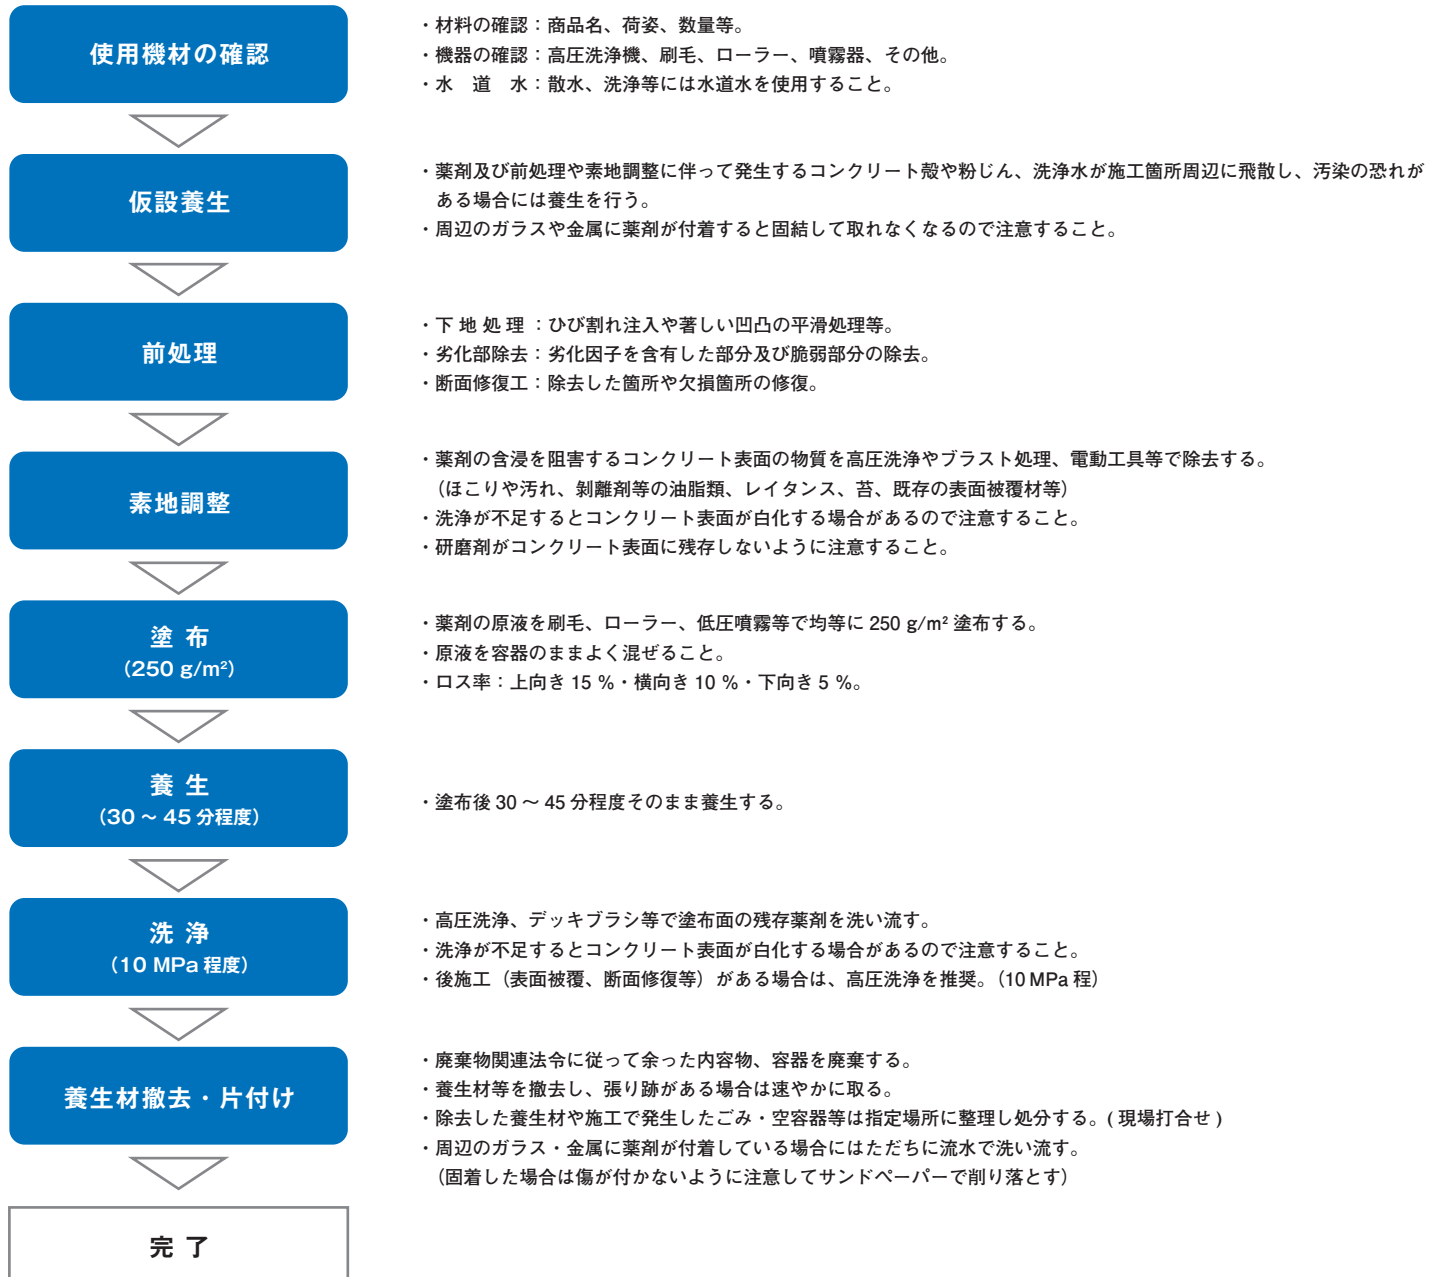 使用機材の確認
・材料の確認：商品名、荷姿、数量等。
・機器の確認：高圧洗浄機、刷毛、ローラー、噴霧器、その他。
・水　道　水：散水、洗浄等には水道水を使用すること。
仮設養生
・薬剤及び前処理や素地調整に伴って発生するコンクリート殻や粉じん、洗浄水が施工箇所周辺に飛散し、汚染の恐れが
ある場合には養生を行う。
・周辺のガラスや金属に薬剤が付着すると固結して取れなくなるので注意すること。
前処理
・下 地 処 理 ：ひび割れ注入や著しい凹凸の平滑処理等。
・劣化部除去：劣化因子を含有した部分及び脆弱部分の除去。
・断面修復工：除去した箇所や欠損箇所の修復。
素地調整
・薬剤の含浸を阻害するコンクリート表面の物質を高圧洗浄やブラスト処理、電動工具等で除去する。
（ほこりや汚れ、剝離剤等の油脂類、レイタンス、苔、既存の表面被覆材等）
・洗浄が不足するとコンクリート表面が白化する場合があるので注意すること。
・研磨剤がコンクリート表面に残存しないように注意すること。
塗 布
（250 g/m²）
・薬剤の原液を刷毛、ローラー、低圧噴霧等で均等に 250 g/m² 塗布する。
・原液を容器のままよく混ぜること。
・ロス率：上向き 15 %・横向き 10 %・下向き 5 %。
養 生
（30 ～ 45 分程度）
・塗布後 30 ～ 45 分程度そのまま養生する。
洗 浄
（10 MPa 程度）
・高圧洗浄、デッキブラシ等で塗布面の残存薬剤を洗い流す。
・洗浄が不足するとコンクリート表面が白化する場合があるので注意すること。
・後施工（表面被覆、断面修復等）がある場合は、高圧洗浄を推奨。（10 MPa 程）
養生材撤去・片付け
・廃棄物関連法令に従って余った内容物、容器を廃棄する。
・養生材等を撤去し、張り跡がある場合は速やかに取る。
・除去した養生材や施工で発生したごみ・空容器等は指定場所に整理し処分する。( 現場打合せ )
・周辺のガラス・金属に薬剤が付着している場合にはただちに流水で洗い流す。
（固着した場合は傷が付かないように注意してサンドペーパーで削り落とす）
完 了